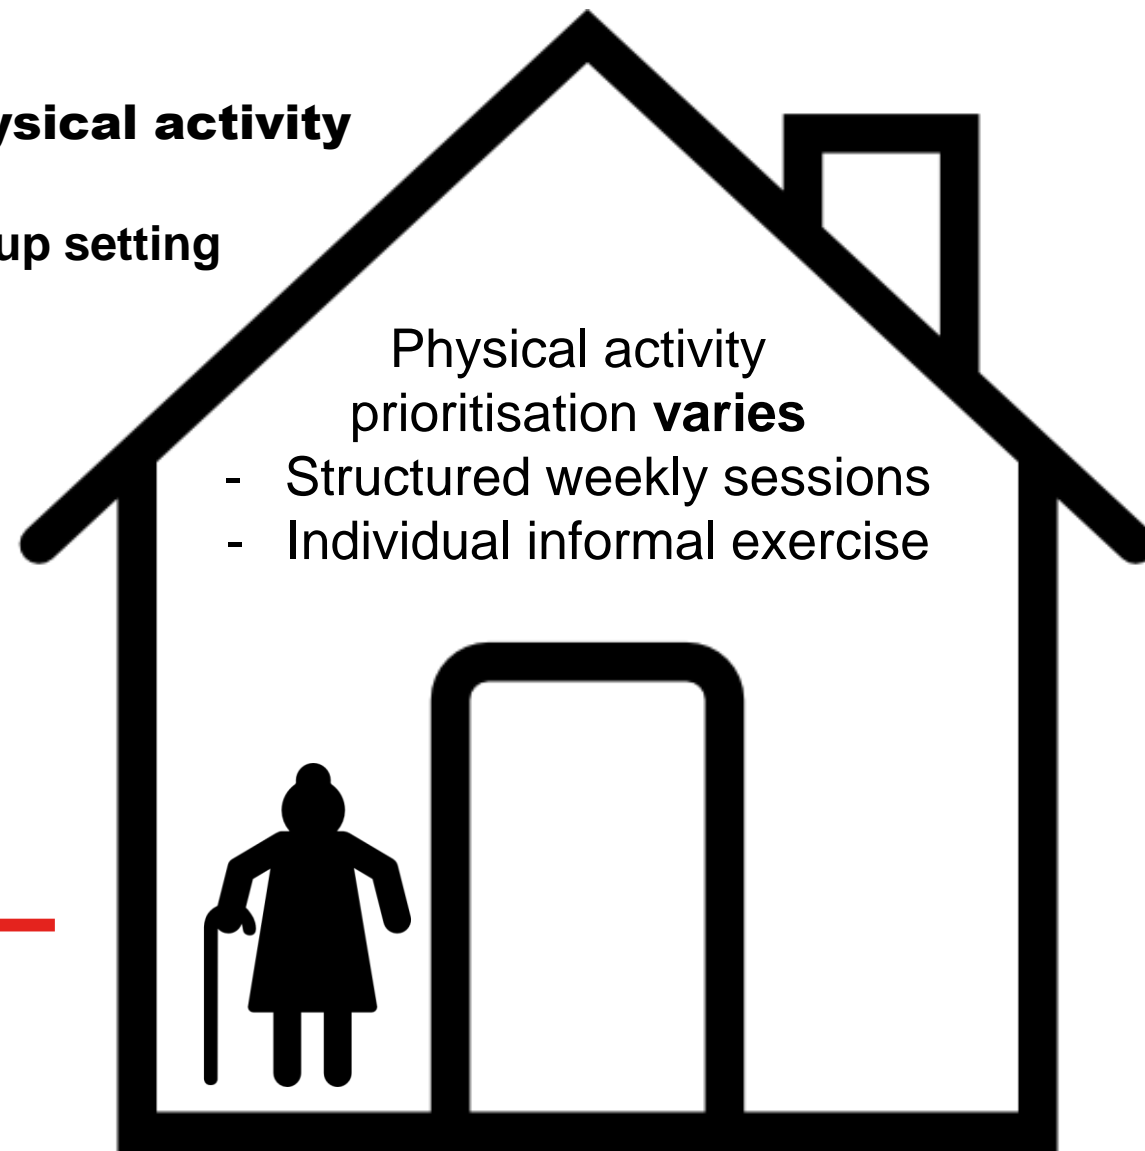 ysical activity
up setting
Physical activity
prioritisation varies
- Structured weekly sessions
- Individual informal exercise